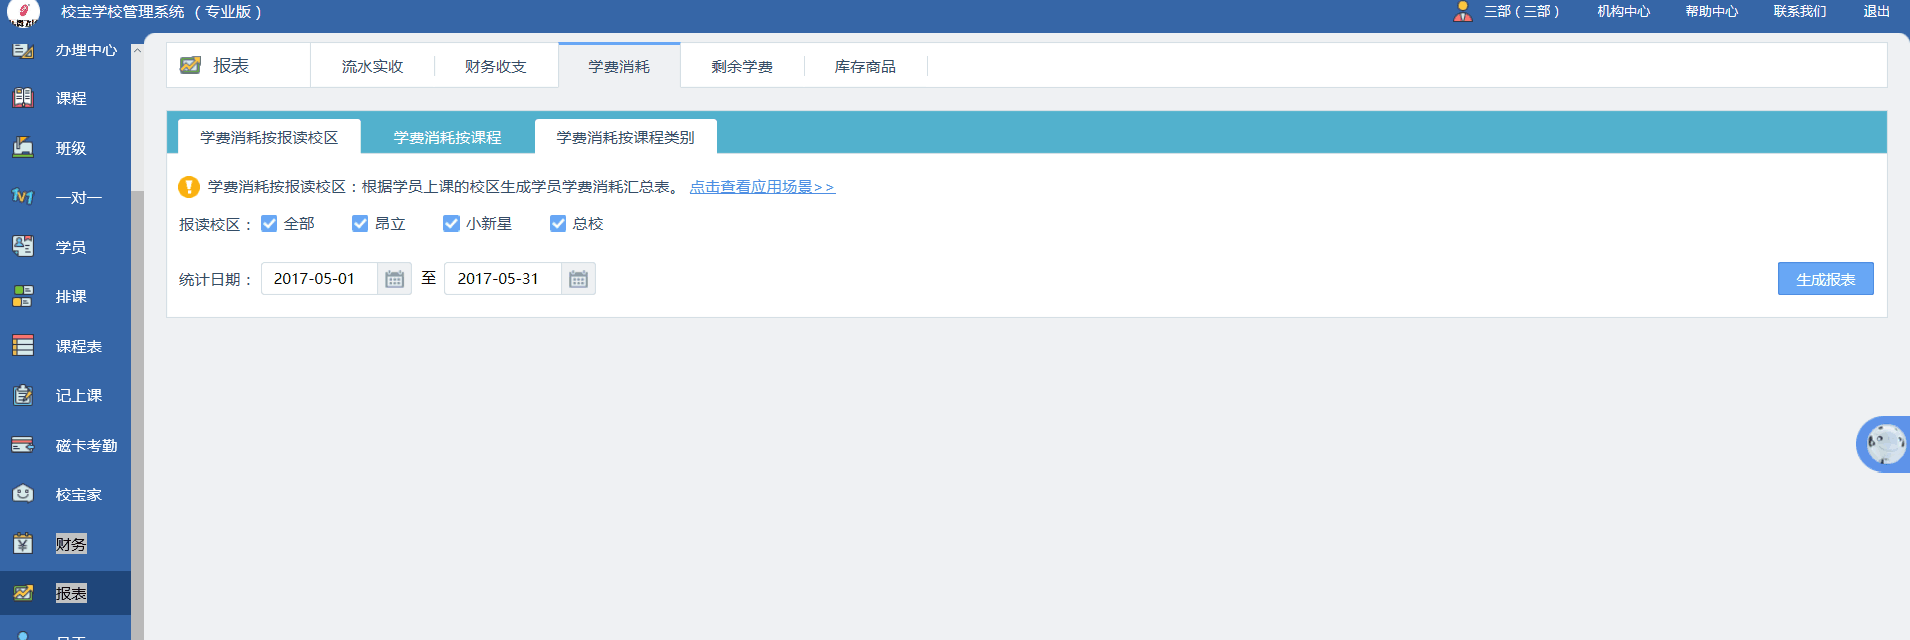 校宝学校管理系统 （专业版）
三部（三部） 机构中心 帮助中心 联系我们 退出
办理中心
课程
班级
1v1 一对一
学员
排课
课程表
记上课
磁卡考勤
校宝家
财务
报表
报表 流水实收 财务收支 学费消耗 剩余学费 库存商品
学费消耗按报读校区 学费消耗按课程 学费消耗按课程类别
学费消耗按报读校区：根据学员上课的校区生成学员学费消耗汇总表。 点击查看应用场景>>
报读校区： 全部 昂立 小新星 总校
统计日期： 2017-05-01 至 2017-05-31 生成报表